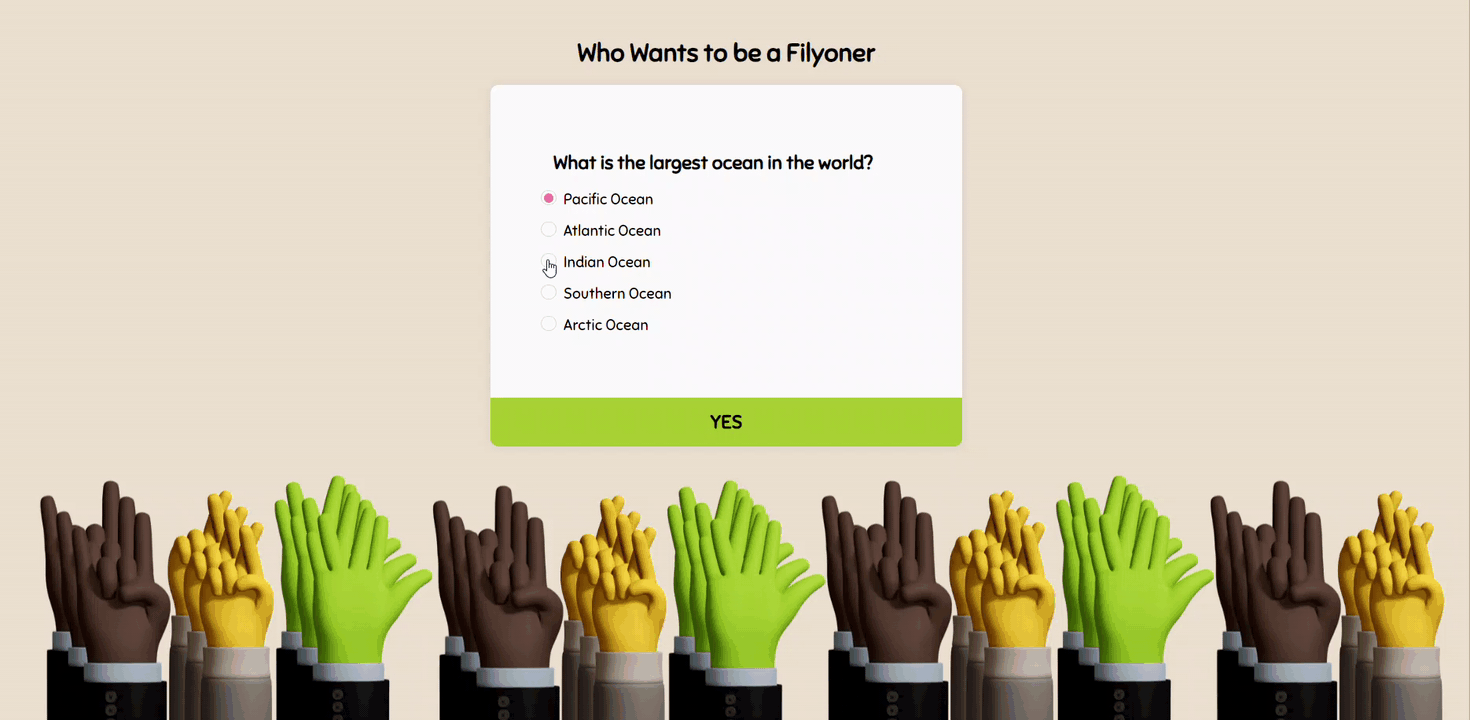 Who Wants to be a Filyoner
What is the largest ocean in the world?
Pacific Ocean
Atlantic Ocean
Indian Ocean
Southern Ocean
Arctic Ocean
YES